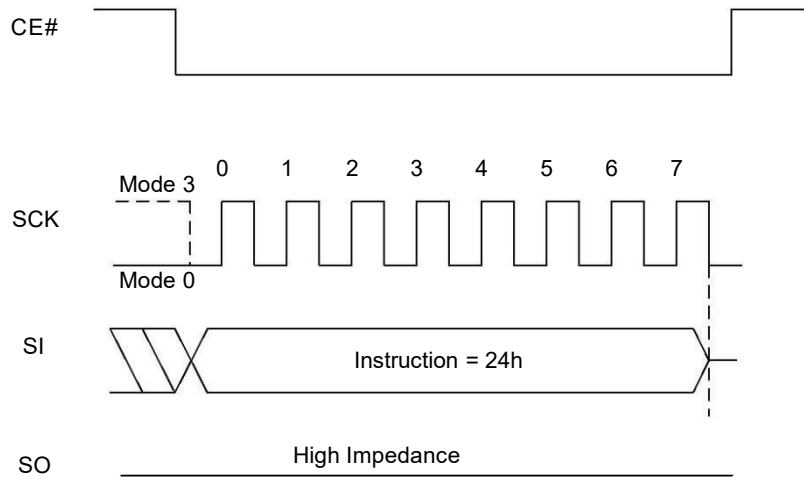 CE#
0 1 2 3 4 5 6 7
Mode 3
SCK
Mode 0
SI
Instruction = 24h
High Impedance
SO